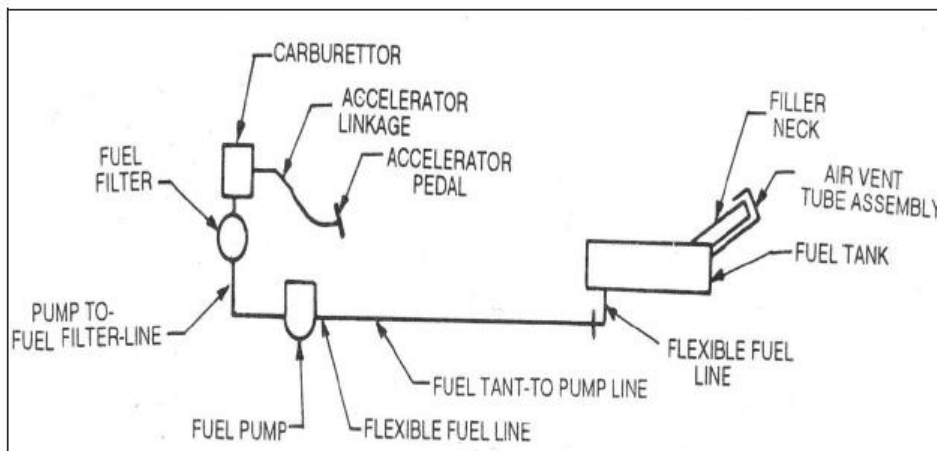 CARBURETTOR
ACCELERATOR
LINKAGE
FUEL
FILTER
ACCELERATOR
PEDAL
FILLER
NECK
AIR VENT
TUBE ASSEMBLY
FUEL TANK
PUMP TO-
FUEL FILTER-LINE
FLEXIBLE FUEL
LINE
FUEL TANT-TO PUMP LINE
FUEL PUMP
FLEXIBLE FUEL LINE